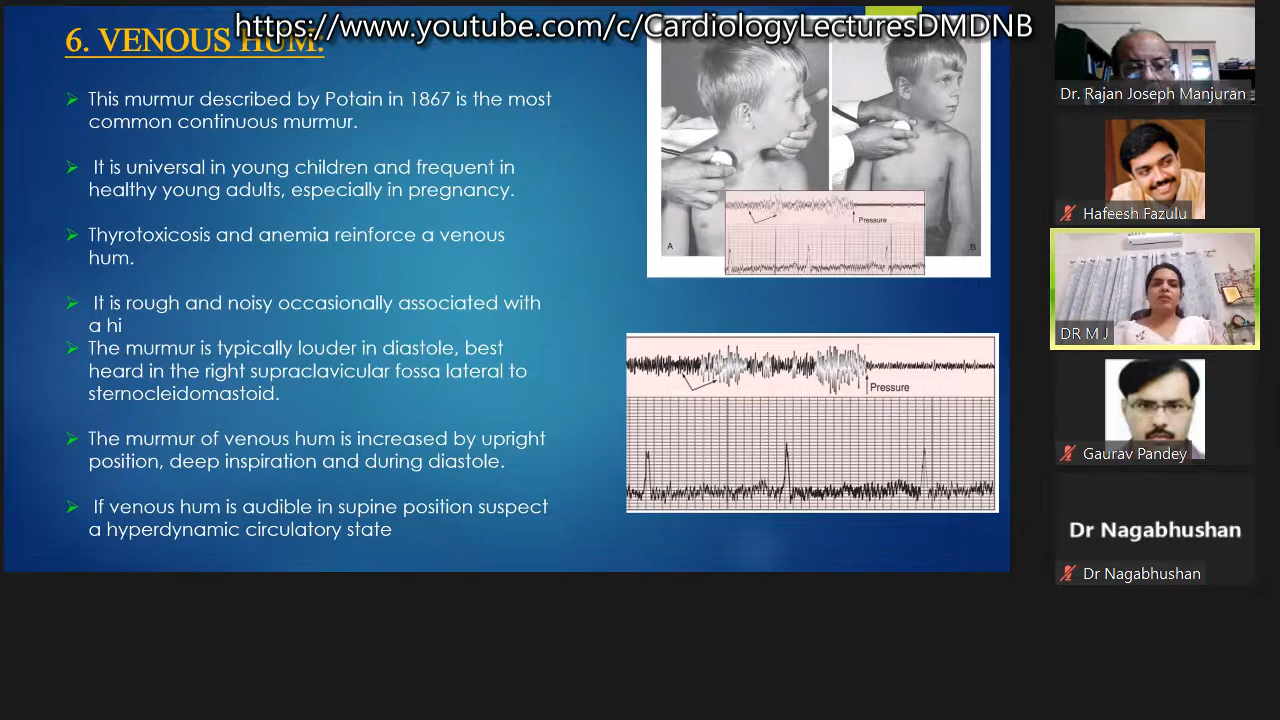 https://www.youtube.com/c/CardiologyLecturesDMDNB
6. VENOUS HUM:
This murmur described by Potain in 1867 is the most
common continuous murmur.
It is universal in young children and frequent in
healthy young adults, especially in pregnancy.
Thyrotoxicosis and anemia reinforce a venous
hum.
It is rough and noisy occasionally associated with
a hi
The murmur is typically louder in diastole, best
heard in the right supraclavicular fossa lateral to
sternocleidomastoid.
The murmur of venous hum is increased by upright
position, deep inspiration and during diastole.
If venous hum is audible in supine position suspect
a hyperdynamic circulatory state
Pressure
A
B
Pressure
Dr. Rajan Joseph Manjuran
Hafeesh Fazulu
DR M J
Gaurav Pandey
Dr Nagabhushan
Dr Nagabhushan